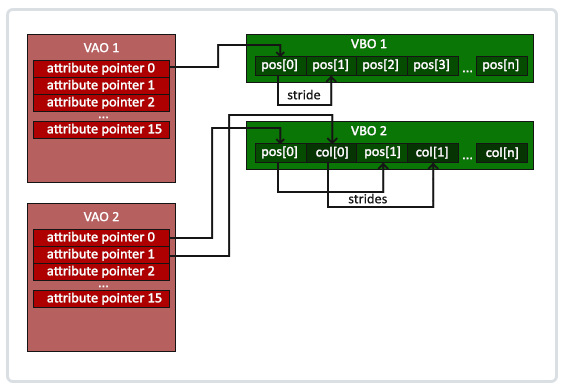 VAO 1
attribute pointer 0
attribute pointer 1
attribute pointer 2
...
attribute pointer 15
VBO 1
pos[0] pos[1] pos[2] pos[3] ... pos[n]
stride
VBO 2
pos[0] col[0] pos[1] col[1] ... col[n]
strides
VAO 2
attribute pointer 0
attribute pointer 1
attribute pointer 2
...
attribute pointer 15